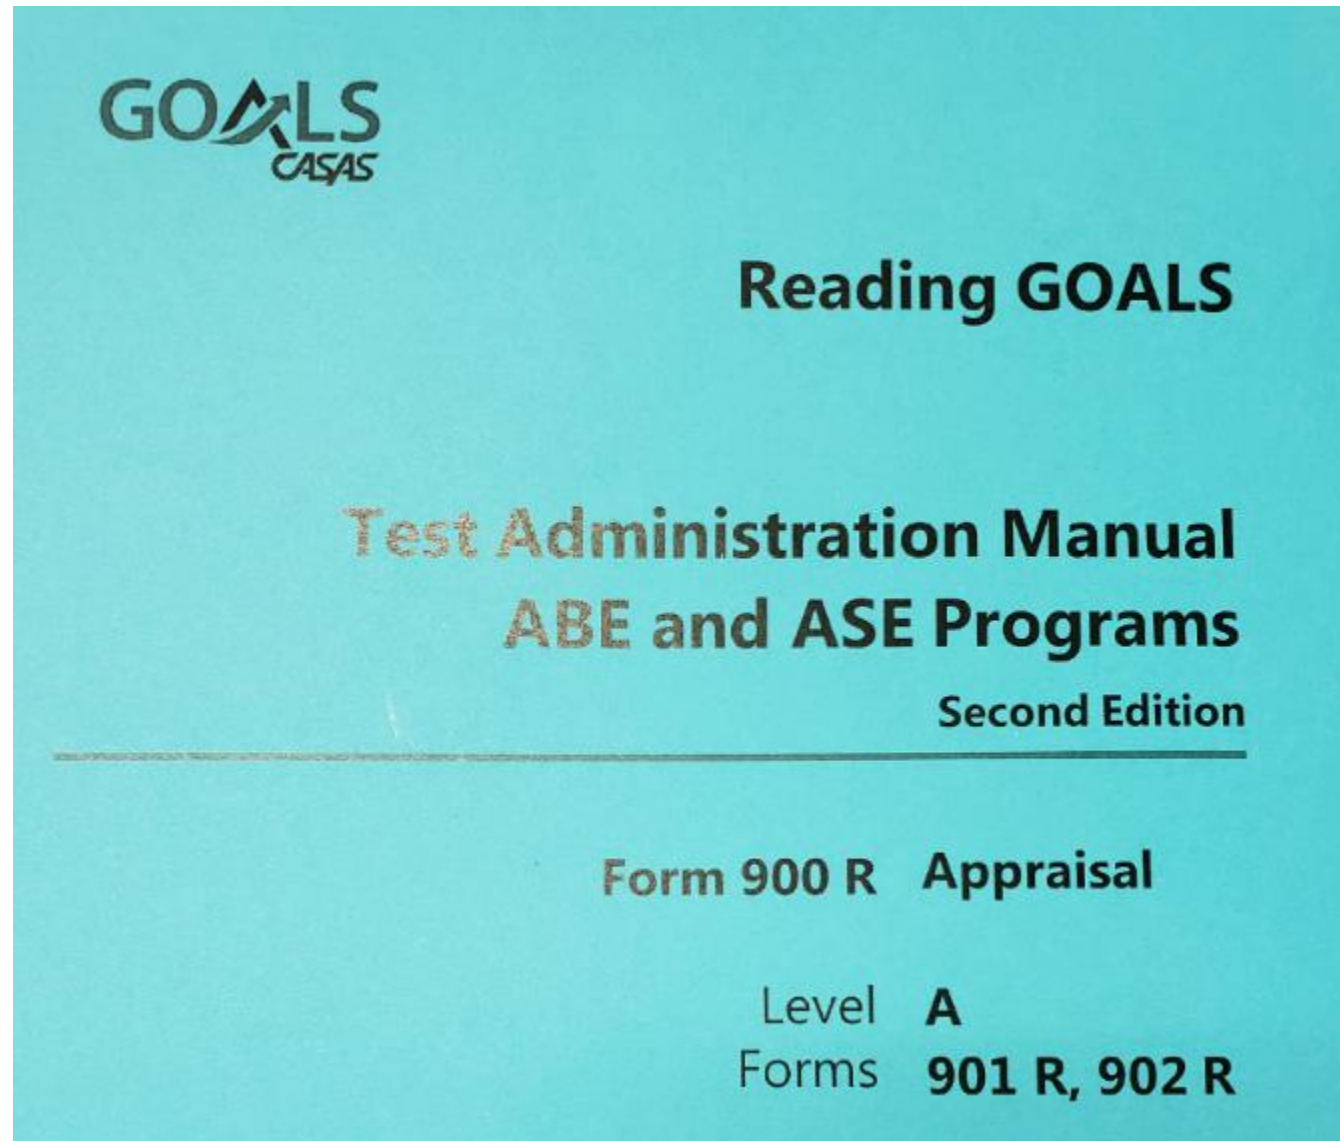 GOALS
CASAS
Reading GOALS
Test Administration Manual
ABE and ASE Programs
Second Edition
Form 900 R Appraisal
Level A
Forms 901 R, 902 R